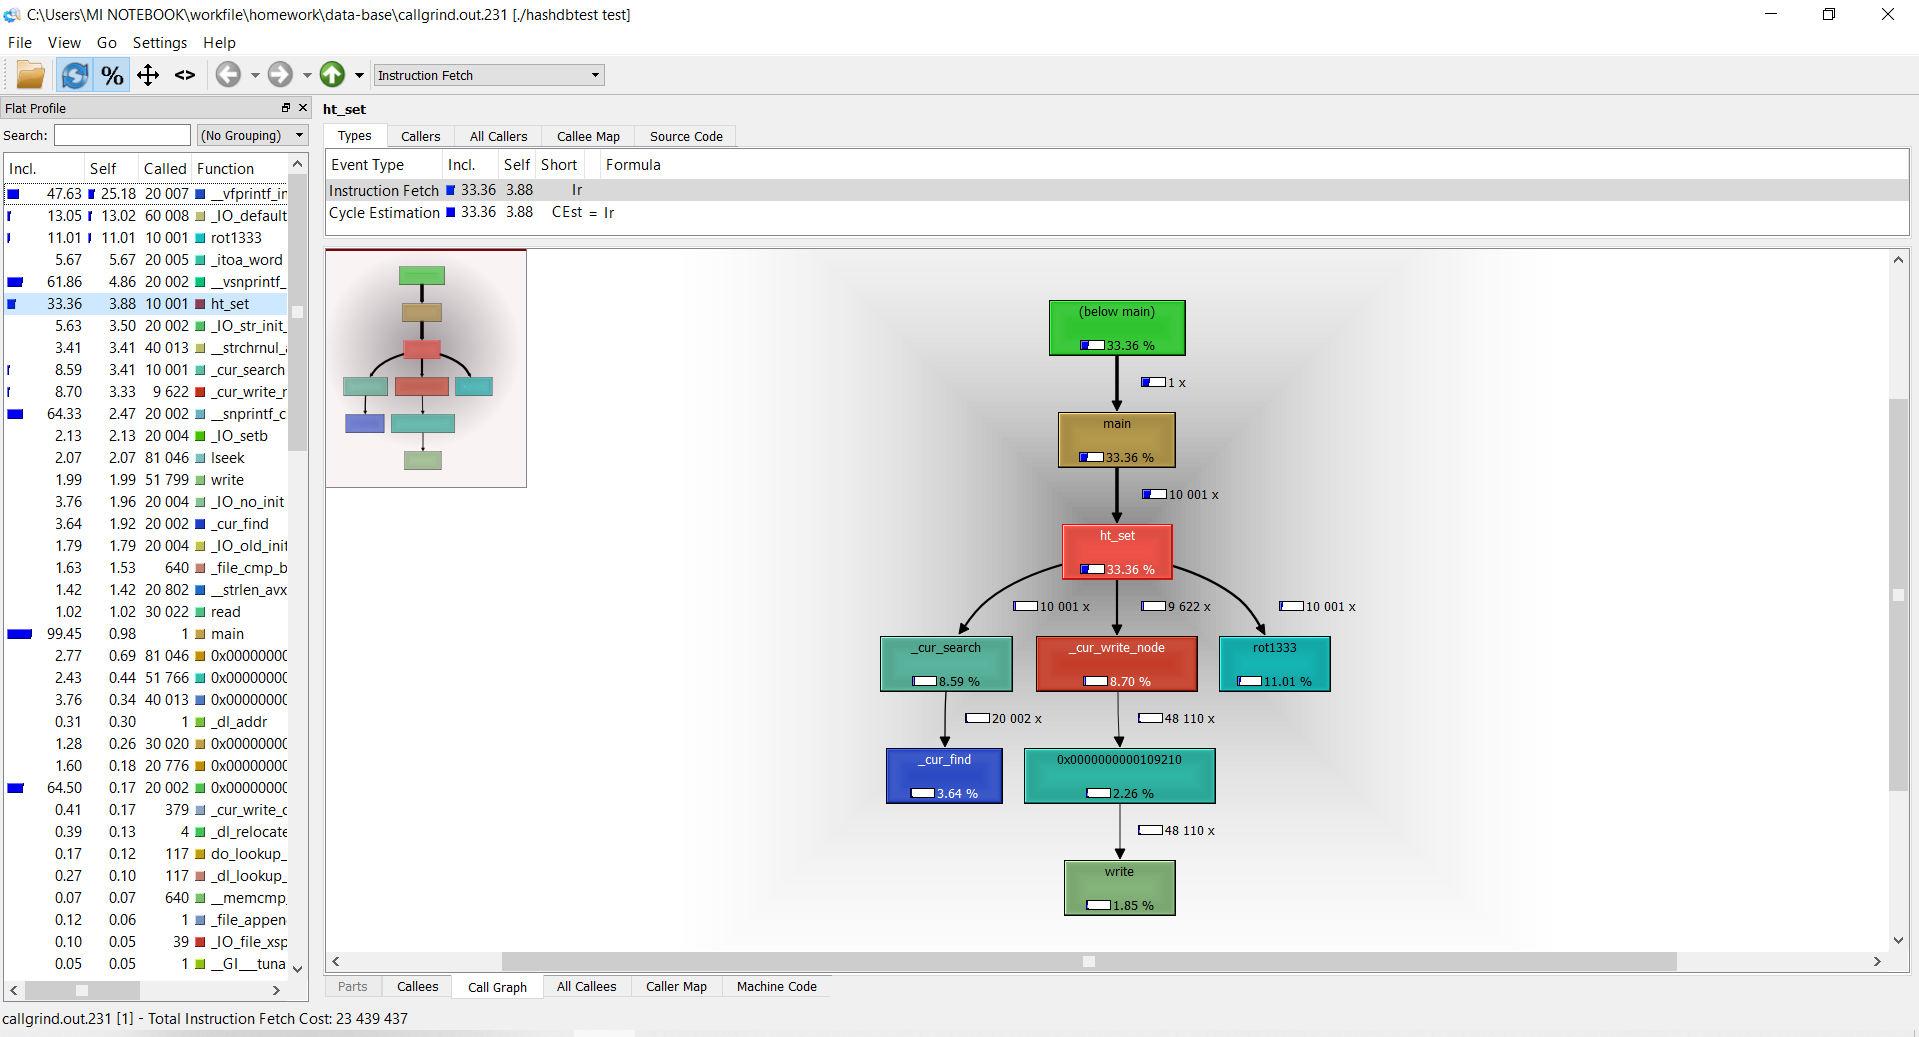 C:\Users\MI NOTEBOOK\workfile\homework\data-base\callgrind.out.231 [./hashdbtest test]
File View Go Settings Help
% <> Instruction Fetch
Flat Profile
Search: (No Grouping)
Incl. Self Called Function
47.63 25.18 20 007 __vfprintf_in
13.05 13.02 60 008 _IO_default
11.01 11.01 10 001 rot1333
5.67 5.67 20 005 _itoa_word
61.86 4.86 20 002 __vsnprintf_
33.36 3.88 10 001 ht_set
5.63 3.50 20 002 _IO_str_init_
3.41 3.41 40 013 __strchrnul_a
8.59 3.41 10 001 _cur_search
8.70 3.33 9 622 _cur_write_r
64.33 2.47 20 002 __snprintf_c
2.13 2.13 20 004 _IO_setb
2.07 2.07 81 046 lseek
1.99 1.99 51 799 write
3.76 1.96 20 004 _IO_no_init
3.64 1.92 20 002 _cur_find
1.79 1.79 20 004 _IO_old_init
1.63 1.53 640 _file_cmp_b
1.42 1.42 20 802 __strlen_avx
1.02 1.02 30 022 read
99.45 0.98 1 main
2.77 0.69 81 046 0x0000000C
2.43 0.44 51 766 0x0000000C
3.76 0.34 40 013 0x0000000C
0.31 0.30 1 _dl_addr
1.28 0.26 30 020 0x0000000C
1.60 0.18 20 776 0x0000000C
64.50 0.17 20 002 0x0000000C
0.41 0.17 379 _cur_write_c
0.39 0.13 4 _dl_relocate
0.17 0.12 117 do_lookup_
0.27 0.10 117 _dl_lookup_
0.07 0.07 640 __memcmp_
0.12 0.06 1 _file_appen
0.10 0.05 39 _IO_file_xsp
0.05 0.05 1 __GI___tuna
ht_set
Types Callers All Callers Callee Map Source Code
Event Type Incl. Self Short Formula
Instruction Fetch 33.36 3.88 Ir
Cycle Estimation 33.36 3.88 CEst = Ir
(below main)
33.36 %
1 x
main
33.36 %
10 001 x
ht_set
33.36 %
10 001 x 9 622 x 10 001 x
_cur_search _cur_write_node rot1333
8.59 % 8.70 % 11.01 %
20 002 x 48 110 x
_cur_find 0x0000000000109210
3.64 % 2.26 %
48 110 x
write
1.85 %
Parts Callees Call Graph All Callees Caller Map Machine Code
callgrind.out.231 [1] - Total Instruction Fetch Cost: 23 439 437